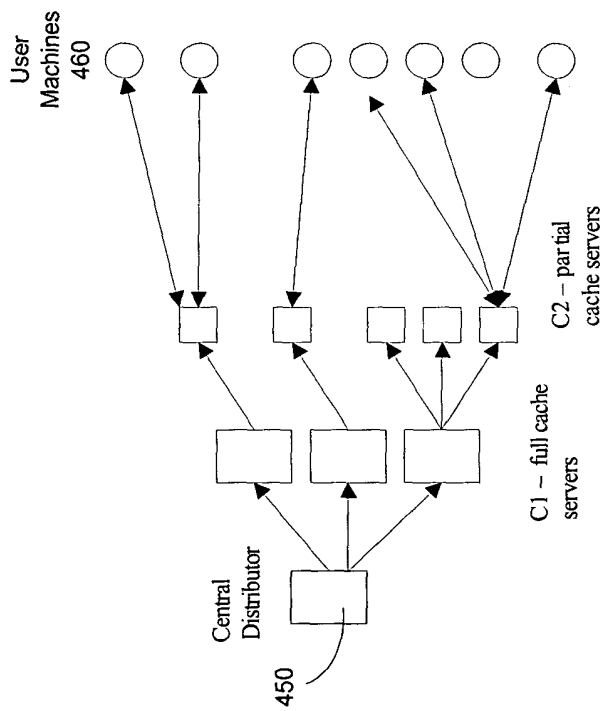 User
Machines
460
C2 – partial
cache servers
C1 – full cache
servers
Central
Distributor
450